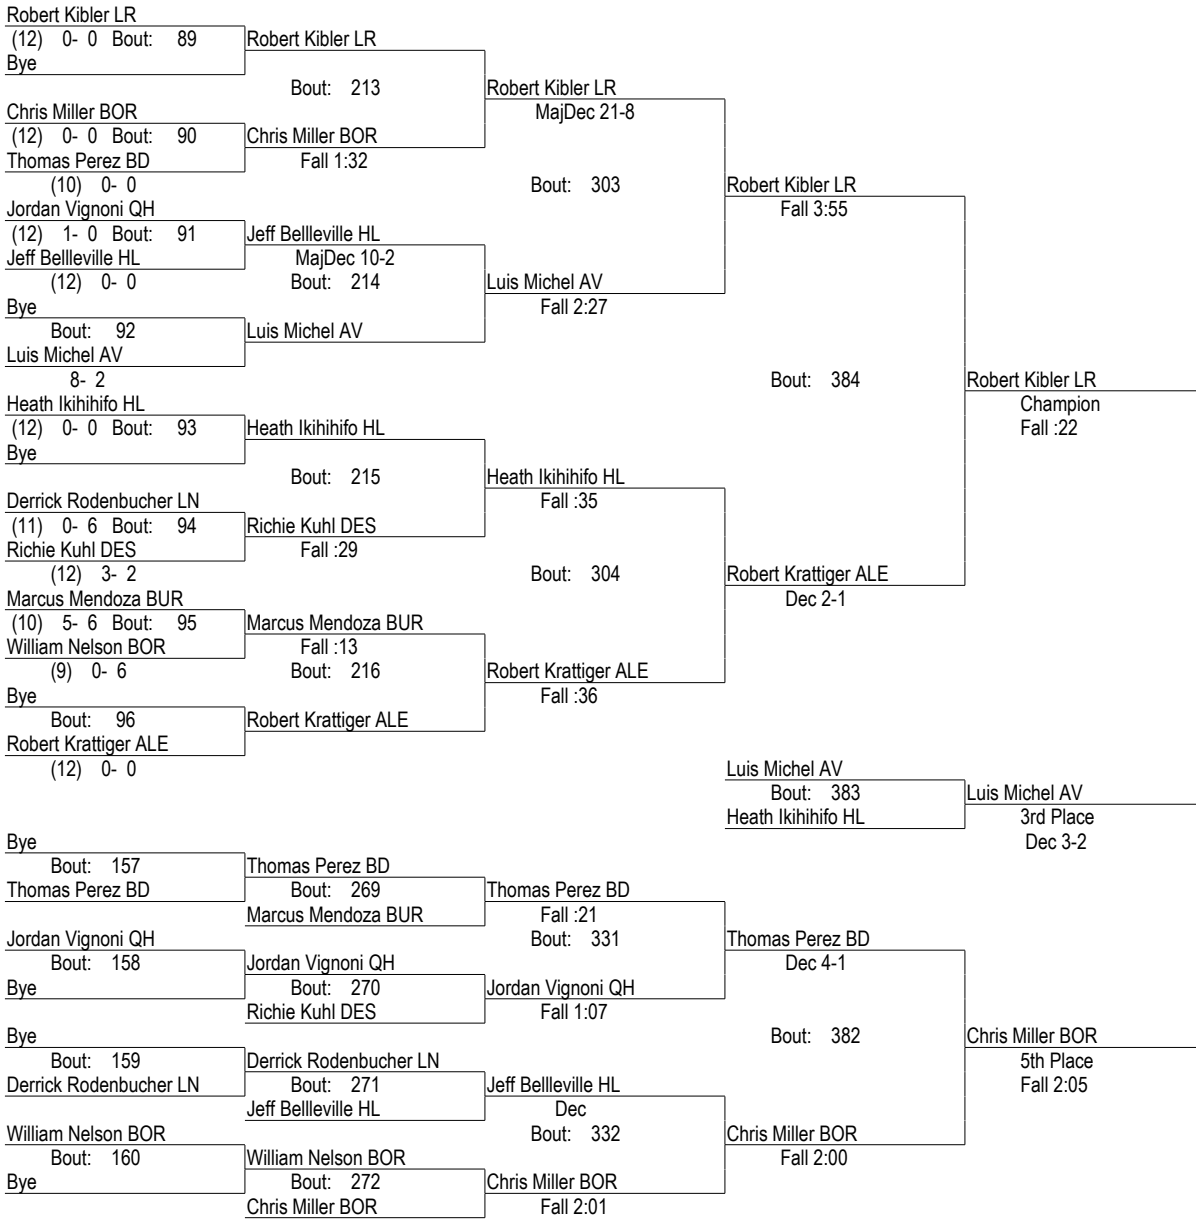 Robert Kibler LR
(12) 0- 0 Bout: 89 Robert Kibler LR
Bye
Bout: 213 Robert Kibler LR
Chris Miller BOR MajDec 21-8
(12) 0- 0 Bout: 90 Chris Miller BOR
Thomas Perez BD Fall 1:32
(10) 0- 0 Bout: 303 Robert Kibler LR
Jordan Vignoni QH Fall 3:55
(12) 1- 0 Bout: 91 Jeff Bellleville HL
Jeff Bellleville HL MajDec 10-2
(12) 0- 0 Bout: 214 Luis Michel AV
Bye Fall 2:27
Bout: 92 Luis Michel AV
Luis Michel AV
8- 2 Bout: 384 Robert Kibler LR
Heath Ikihihifo HL Champion
(12) 0- 0 Bout: 93 Heath Ikihihifo HL Fall :22
Bye
Bout: 215 Heath Ikihihifo HL
Derrick Rodenbucher LN Fall :35
(11) 0- 6 Bout: 94 Richie Kuhl DES
Richie Kuhl DES Fall :29
(12) 3- 2 Bout: 304 Robert Krattiger ALE
Marcus Mendoza BUR Dec 2-1
(10) 5- 6 Bout: 95 Marcus Mendoza BUR
William Nelson BOR Fall :13
(9) 0- 6 Bout: 216 Robert Krattiger ALE
Bye Fall :36
Bout: 96 Robert Krattiger ALE
Robert Krattiger ALE
(12) 0- 0 Luis Michel AV
Bout: 383 Luis Michel AV
Heath Ikihihifo HL 3rd Place
Bye Dec 3-2
Bout: 157 Thomas Perez BD
Thomas Perez BD Bout: 269 Thomas Perez BD
Marcus Mendoza BUR Fall :21
Jordan Vignoni QH Bout: 331 Thomas Perez BD
Bout: 158 Jordan Vignoni QH Dec 4-1
Bye Bout: 270 Jordan Vignoni QH
Richie Kuhl DES Fall 1:07
Bye Bout: 382 Chris Miller BOR
Bout: 159 Derrick Rodenbucher LN 5th Place
Derrick Rodenbucher LN Bout: 271 Jeff Bellleville HL Fall 2:05
Jeff Bellleville HL Dec
William Nelson BOR Bout: 332 Chris Miller BOR
Bout: 160 William Nelson BOR Fall 2:00
Bye Bout: 272 Chris Miller BOR
Chris Miller BOR Fall 2:01